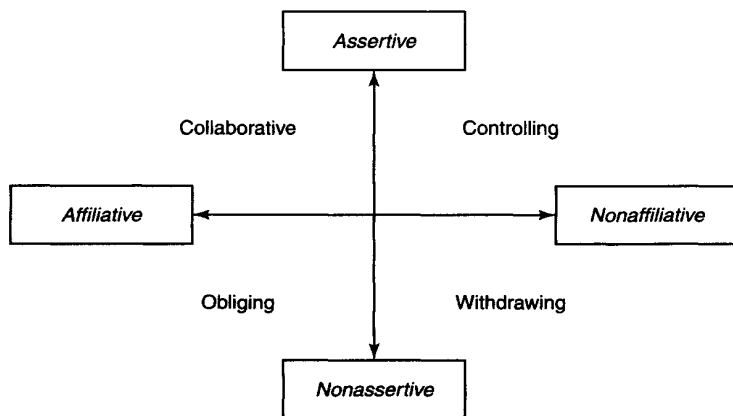 Assertive
Collaborative
Controlling
Affiliative
Nonaffiliative
Obliging
Withdrawing
Nonassertive